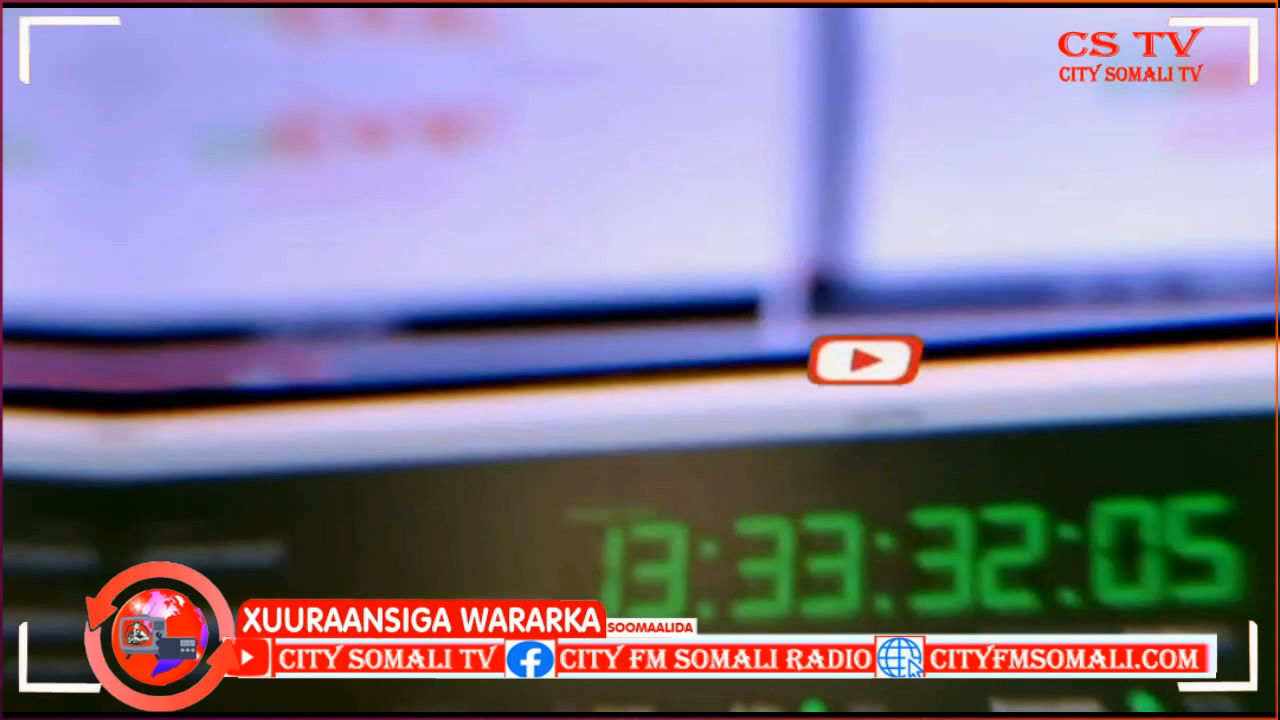 CS TV
CITY SOMALI TV
13:33:32:05
XUURAANSIGA WARARKA
SOOMAALIDA
CITY SOMALI TV CITY FM SOMALI RADIO CITYFMSOMALI.COM